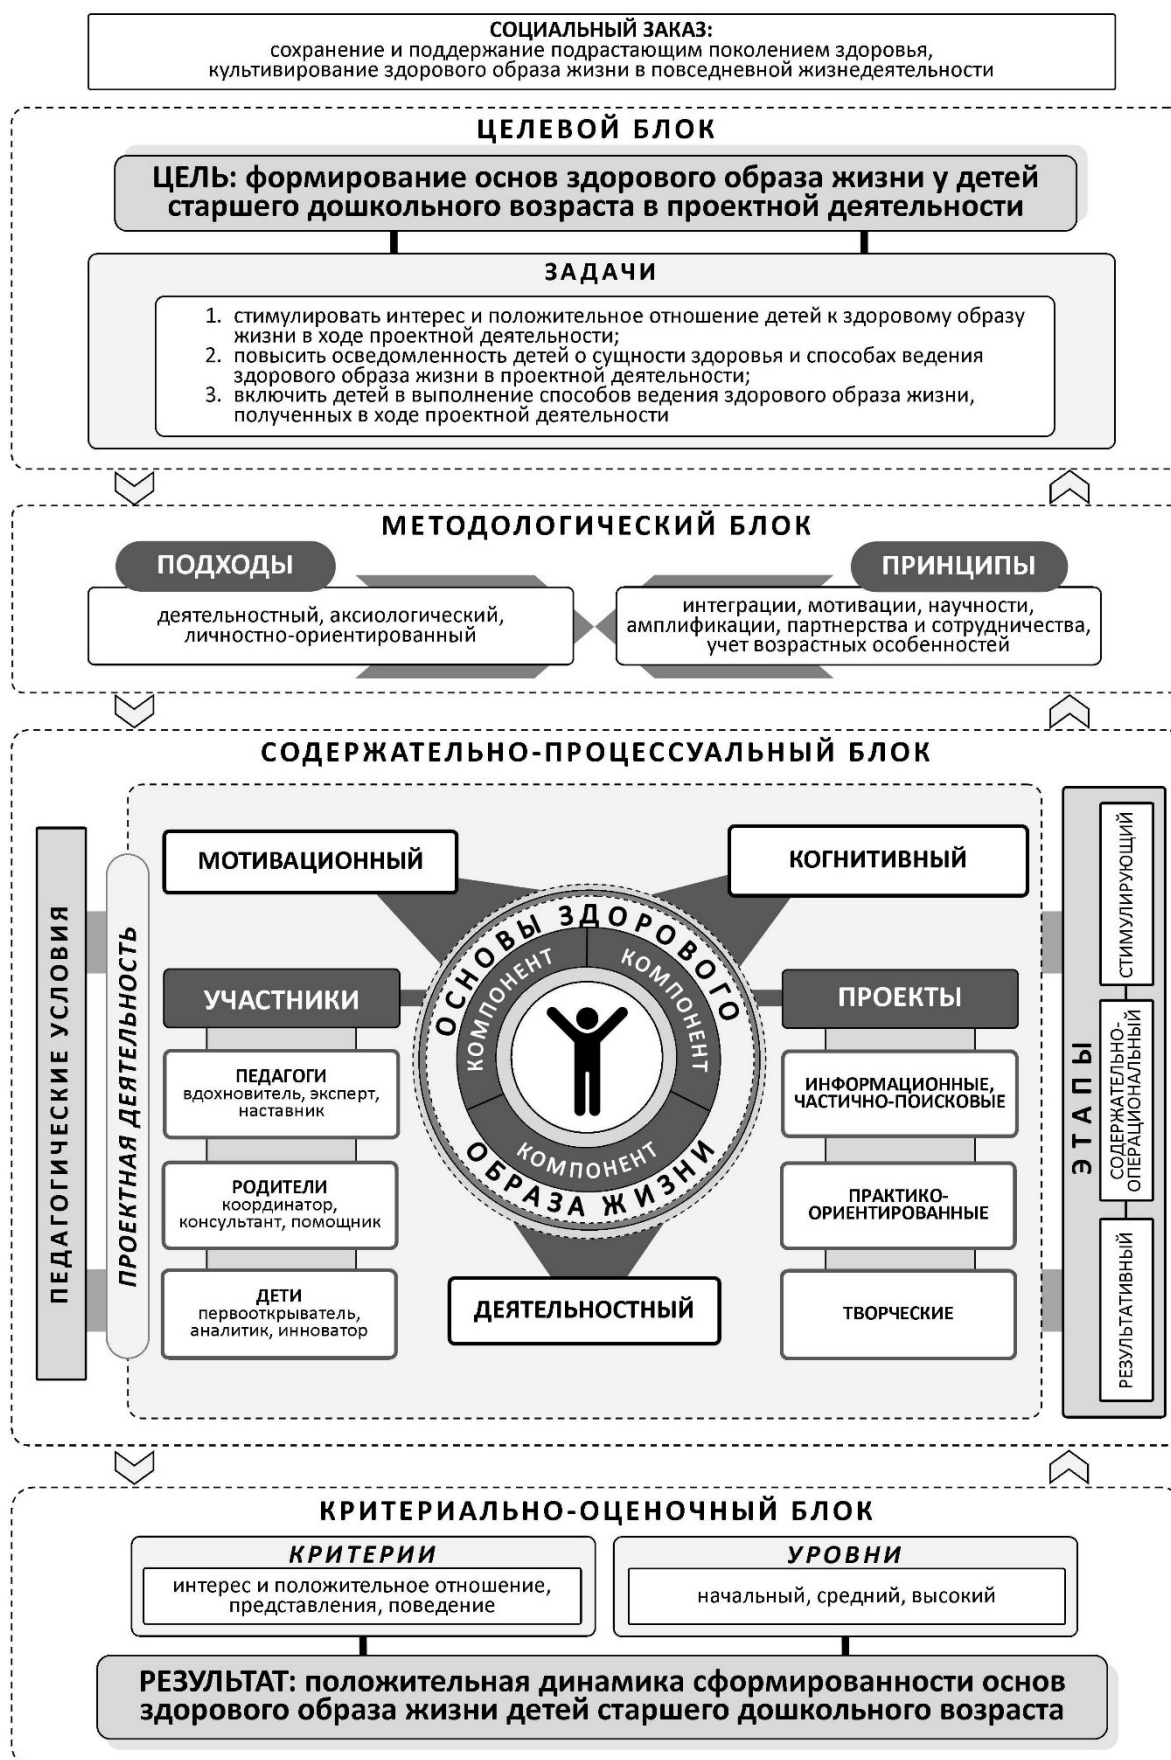 СОЦИАЛЬНЫЙ ЗАКАЗ:
сохранение и поддержание подрастающим поколением здоровья,
культивирование здорового образа жизни в повседневной жизнедеятельности
ЦЕЛЕВОЙ БЛОК
ЦЕЛЬ: формирование основ здорового образа жизни у детей
старшего дошкольного возраста в проектной деятельности
ЗАДАЧИ
1. стимулировать интерес и положительное отношение детей к здоровому образу
жизни в ходе проектной деятельности;
2. повысить осведомленность детей о сущности здоровья и способах ведения
здорового образа жизни в проектной деятельности;
3. включить детей в выполнение способов ведения здорового образа жизни,
полученных в ходе проектной деятельности
МЕТОДОЛОГИЧЕСКИЙ БЛОК
ПОДХОДЫ
деятельностный, аксиологический,
личностно-ориентированный
ПРИНЦИПЫ
интеграции, мотивации, научности,
амплификации, партнерства и сотрудничества,
учет возрастных особенностей
СОДЕРЖАТЕЛЬНО-ПРОЦЕССУАЛЬНЫЙ БЛОК
ПЕДАГОГИЧЕСКИЕ УСЛОВИЯ
ПРОЕКТНАЯ ДЕЯТЕЛЬНОСТЬ
МОТИВАЦИОННЫЙ
КОГНИТИВНЫЙ
УЧАСТНИКИ
ПЕДАГОГИ
вдохновитель, эксперт,
наставник
РОДИТЕЛИ
координатор,
консультант, помощник
ДЕТИ
первооткрыватель,
аналитик, инноватор
ОСНОВЫ ЗДОРОВОГО
ОБРАЗА ЖИЗНИ
КОМПОНЕНТ
КОМПОНЕНТ
КОМПОНЕНТ
ДЕЯТЕЛЬНОСТНЫЙ
ПРОЕКТЫ
ИНФОРМАЦИОННЫЕ,
ЧАСТИЧНО-ПОИСКОВЫЕ
ПРАКТИКО-
ОРИЕНТИРОВАННЫЕ
ТВОРЧЕСКИЕ
ЭТАПЫ
СТИМУЛИРУЮЩИЙ
СОДЕРЖАТЕЛЬНО-
ОПЕРАЦИОНАЛЬНЫЙ
РЕЗУЛЬТАТИВНЫЙ
КРИТЕРИАЛЬНО-ОЦЕНОЧНЫЙ БЛОК
КРИТЕРИИ
интерес и положительное отношение,
представления, поведение
УРОВНИ
начальный, средний, высокий
РЕЗУЛЬТАТ: положительная динамика сформированности основ
здорового образа жизни детей старшего дошкольного возраста